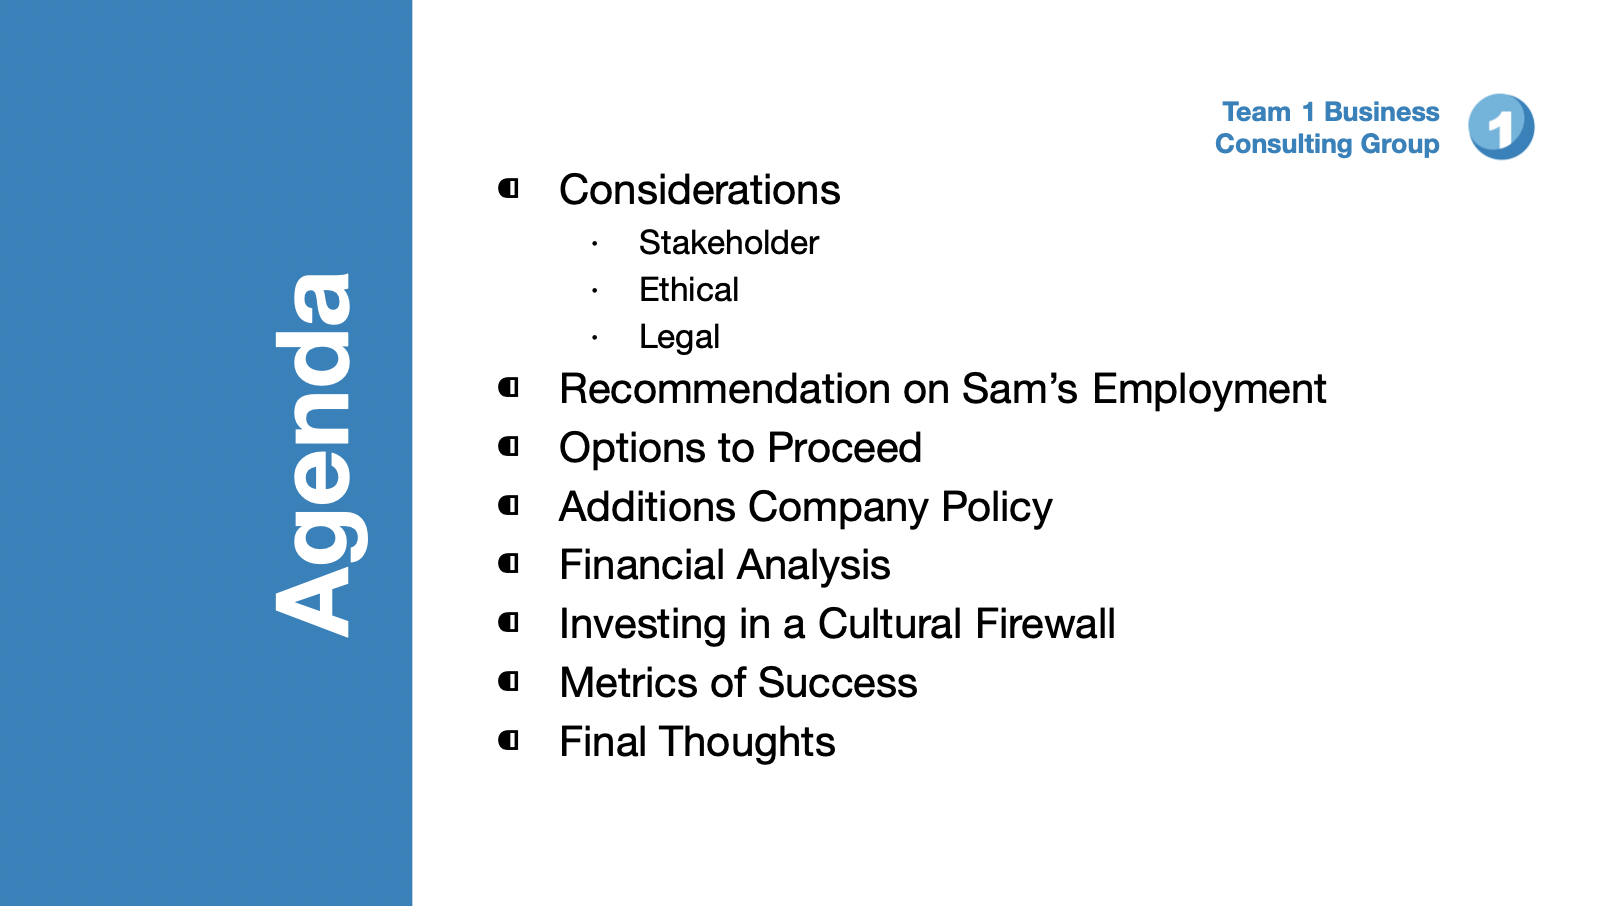 Agenda
Team 1 Business
Consulting Group
1
Considerations
Stakeholder
Ethical
Legal
Recommendation on Sam’s Employment
Options to Proceed
Additions Company Policy
Financial Analysis
Investing in a Cultural Firewall
Metrics of Success
Final Thoughts